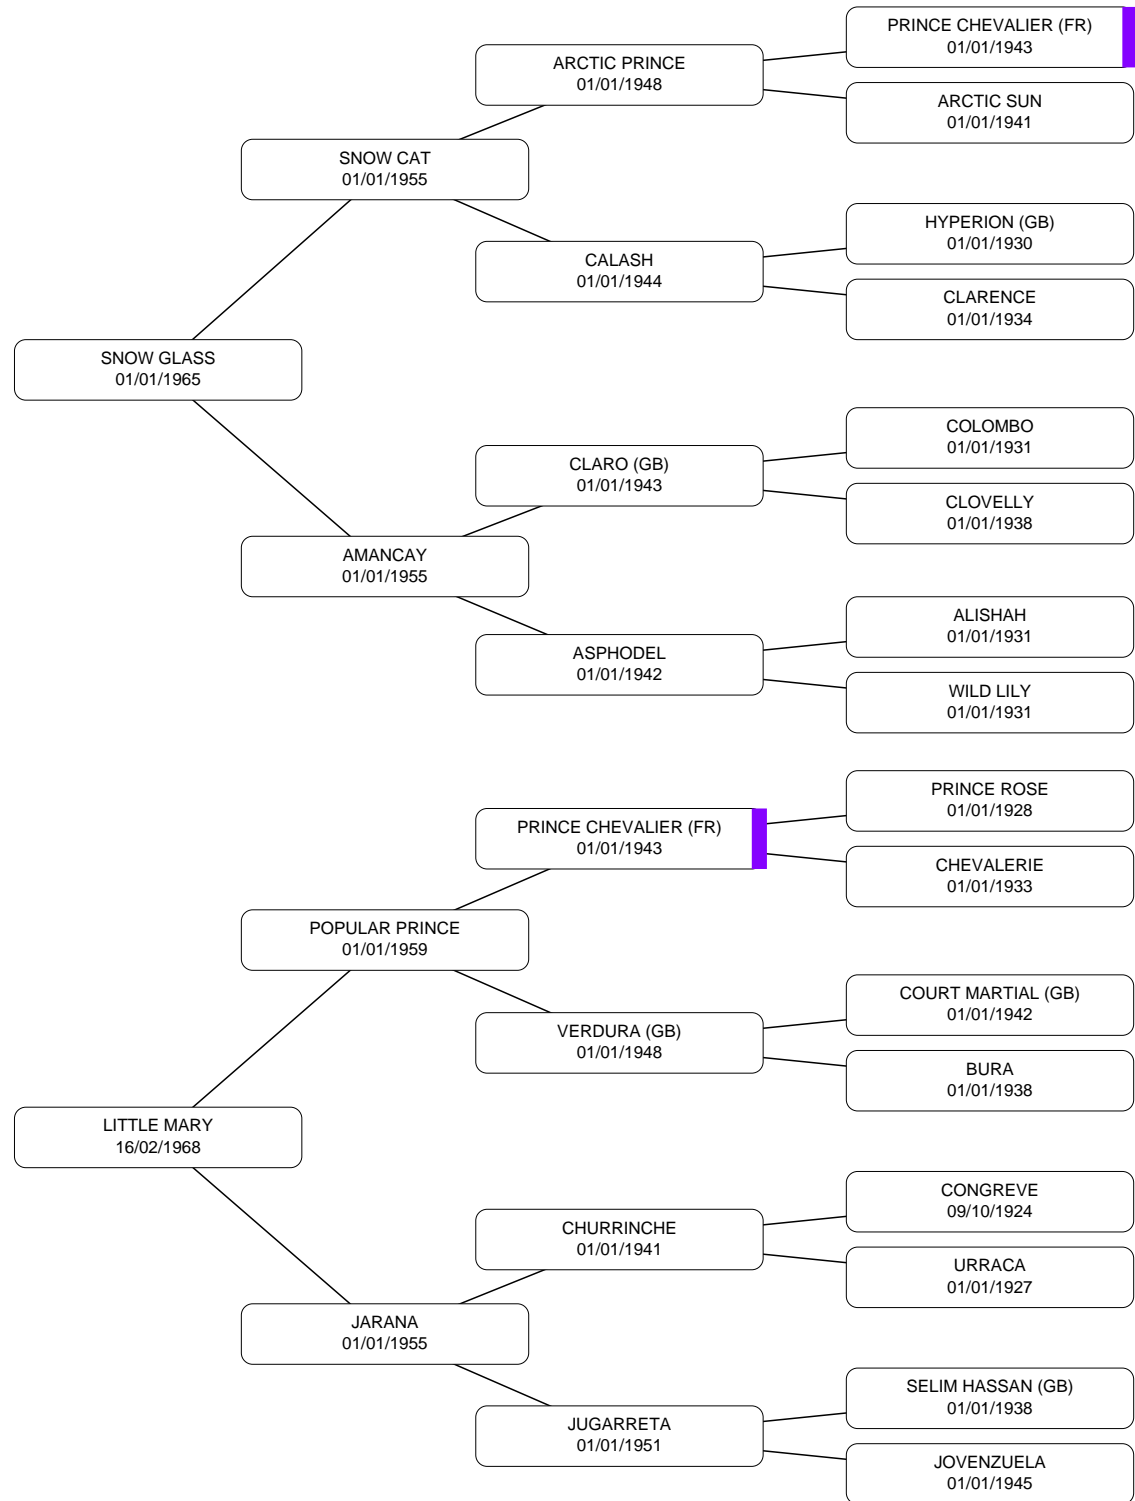 PRINCE CHEVALIER (FR)
01/01/1943
ARCTIC PRINCE
01/01/1948
ARCTIC SUN
01/01/1941
SNOW CAT
01/01/1955
HYPERION (GB)
01/01/1930
CALASH
01/01/1944
CLARENCE
01/01/1934
SNOW GLASS
01/01/1965
COLOMBO
01/01/1931
CLARO (GB)
01/01/1943
CLOVELLY
01/01/1938
AMANCAY
01/01/1955
ALISHAH
01/01/1931
ASPHODEL
01/01/1942
WILD LILY
01/01/1931
PRINCE ROSE
01/01/1928
PRINCE CHEVALIER (FR)
01/01/1943
CHEVALERIE
01/01/1933
POPULAR PRINCE
01/01/1959
COURT MARTIAL (GB)
01/01/1942
VERDURA (GB)
01/01/1948
BURA
01/01/1938
LITTLE MARY
16/02/1968
CONGREVE
09/10/1924
CHURRINCHE
01/01/1941
URRACA
01/01/1927
JARANA
01/01/1955
SELIM HASSAN (GB)
01/01/1938
JUGARRETA
01/01/1951
JOVENZUELA
01/01/1945